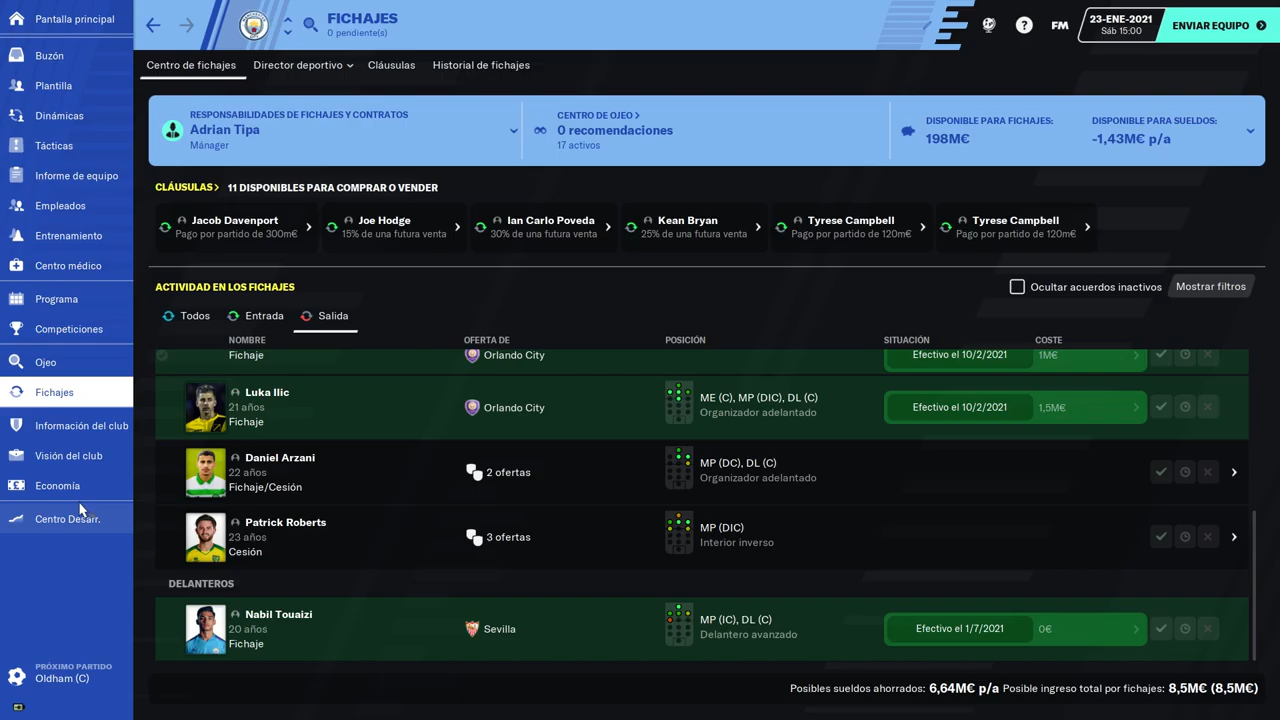 Pantalla principal
FICHAJES
0 pendiente(s)
FM
23-ENE-2021
Sáb 15:00
ENVIAR EQUIPO
Buzón
Plantilla
Dinámicas
Tácticas
Informe de equipo
Empleados
Entrenamiento
Centro médico
Programa
Competiciones
Ojeo
Fichajes
Información del club
Visión del club
Economía
Centro Desarr.
PRÓXIMO PARTIDO
Oldham (C)
Centro de fichajes
Director deportivo
Cláusulas
Historial de fichajes
RESPONSABILIDADES DE FICHAJES Y CONTRATOS
Adrian Tipa
Mánager
CENTRO DE OJEO >
0 recomendaciones
17 activos
DISPONIBLE PARA FICHAJES:
198M€
DISPONIBLE PARA SUELDOS:
-1,43M€ p/a
CLÁUSULAS > 11 DISPONIBLES PARA COMPRAR O VENDER
Jacob Davenport
Pago por partido de 300m€
Joe Hodge
15% de una futura venta
Ian Carlo Poveda
30% de una futura venta
Kean Bryan
25% de una futura venta
Tyrese Campbell
Pago por partido de 120m€
Tyrese Campbell
Pago por partido de 120m€
ACTIVIDAD EN LOS FICHAJES
Ocultar acuerdos inactivos
Mostrar filtros
Todos
Entrada
Salida
NOMBRE
OFERTA DE
POSICIÓN
SITUACIÓN
COSTE
Fichaje
Orlando City
Efectivo el 10/2/2021
1M€
Luka Ilic
21 años
Fichaje
Orlando City
ME (C), MP (DIC), DL (C)
Organizador adelantado
Efectivo el 10/2/2021
1,5M€
Daniel Arzani
22 años
Fichaje/Cesión
2 ofertas
MP (DC), DL (C)
Organizador adelantado
Patrick Roberts
23 años
Cesión
3 ofertas
MP (DIC)
Interior inverso
DELANTEROS
Nabil Touaizi
20 años
Fichaje
Sevilla
MP (IC), DL (C)
Delantero avanzado
Efectivo el 1/7/2021
0€
Posibles sueldos ahorrados: 6,64M€ p/a Posible ingreso total por fichajes: 8,5M€ (8,5M€)